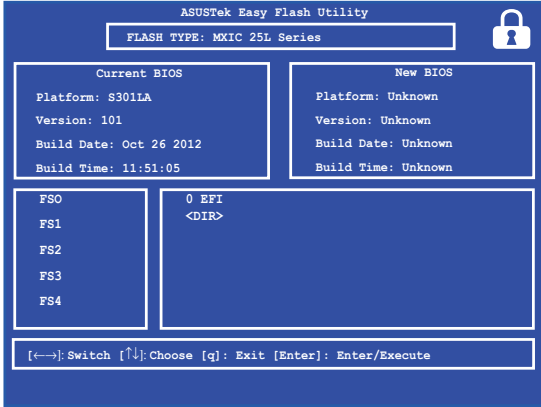 ASUSTek Easy Flash Utility
FLASH TYPE: MXIC 25L Series
Current BIOS
Platform: S301LA
Version: 101
Build Date: Oct 26 2012
Build Time: 11:51:05
New BIOS
Platform: Unknown
Version: Unknown
Build Date: Unknown
Build Time: Unknown
FS0
FS1
FS2
FS3
FS4
0 EFI
<DIR>
[←→]: Switch [↑↓]: Choose [q]: Exit [Enter]: Enter/Execute